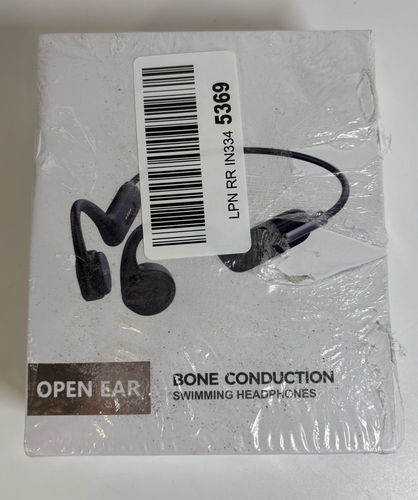 LPN RR IN334 5369
OPEN EAR
BONE CONDUCTION
SWIMMING HEADPHONES